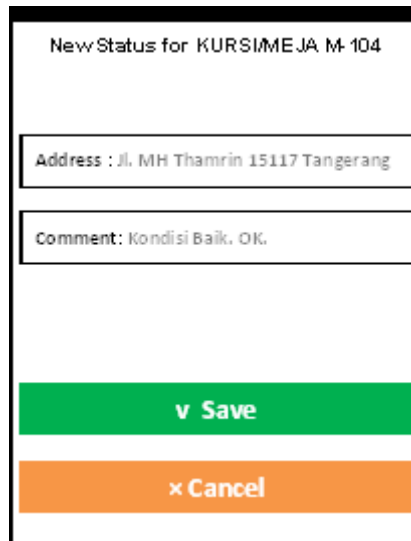 New Status for KURSI/MEJA M-104
Address : Jl. MH Thamrin 15117 Tangerang
Comment: Kondisi Baik. OK.
v Save
× Cancel